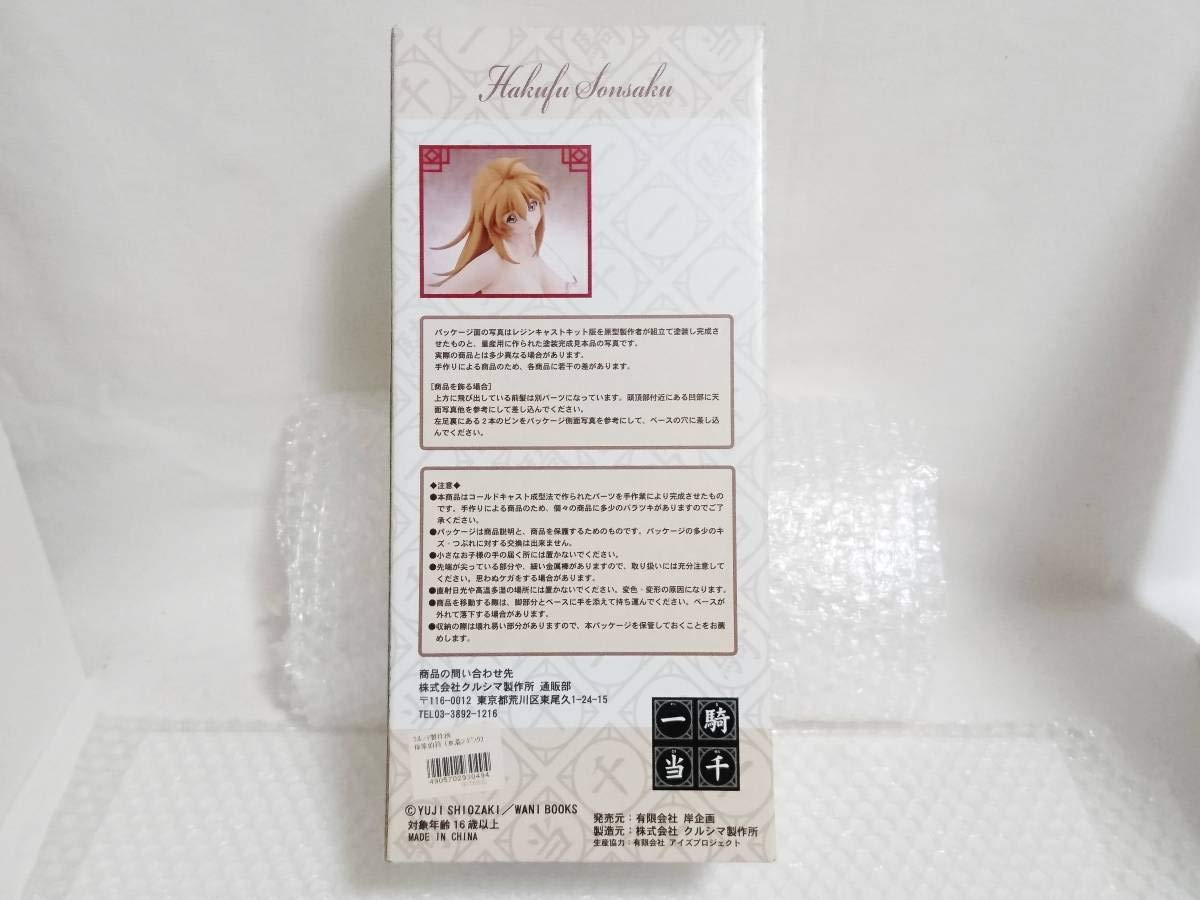 Hakufu Sonsaku
パッケージ面の写真はレジンキャストキット版を原型製作者が組立て塗装し完成さ
せたものと、量産用に作られた塗装完成見本品の写真です。
実際の商品とは多少異なる場合があります。
手作りによる商品のため、各商品に若干の差があります。
[商品を飾る場合]
上方に飛び出している前髪は別パーツになっています。頭頂部付近にある凹部に天
面写真他を参考にして差し込んでください。
左足裏にある2本のピンをパッケージ側面写真を参考にして、ベースの穴に差し込
んでください。
◆注意◆
●本商品はコールドキャスト成型法で作られたパーツを手作業により完成させたもの
です。手作りによる商品のため、個々の商品に多少のバラツキがありますのでご了
承ください。
●パッケージは商品説明と、商品を保護するためのものです。パッケージの多少のキ
ズ・つぶれに対する交換は出来ません。
●小さなお子様の手の届く所には置かないでください。
●先端が尖っている部分や、細い金属棒がありますので、取り扱いには充分注意して
ください。思わぬケガをする場合があります。
●直射日光や高温多湿の場所には置かないでください。変色・変形の原因になります。
●商品を移動する際は、脚部分とベースに手を添えて持ち運んでください。ベースが
外れて落下する場合があります。
●収納の際は壊れ易い部分がありますので、本パッケージを保管しておくことをお薦
めします。
商品の問い合わせ先
株式会社クルシマ製作所 通販部
〒116-0012 東京都荒川区東尾久1-24-15
TEL03-3892-1216
一騎
当千
4905702930494
©YUJI SHIOZAKI/WANI BOOKS
対象年齢16歳以上
MADE IN CHINA
発売元:有限会社 岸企画
製造元:株式会社 クルシマ製作所
生産協力:有限会社 アイズプロジェクト